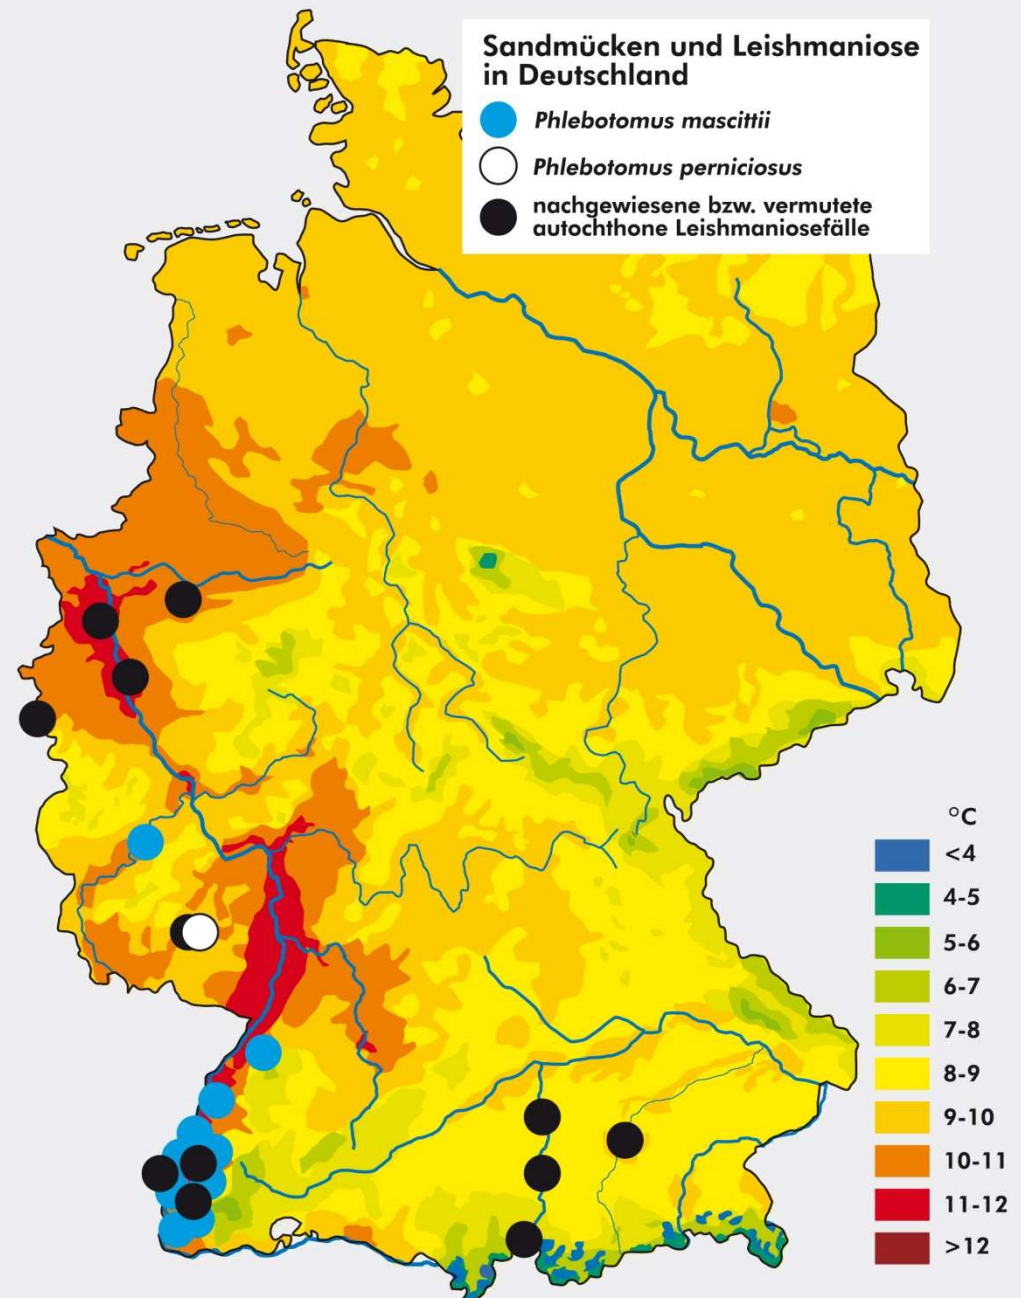 Sandmücken und Leishmaniose
in Deutschland
Phlebotomus mascittii
Phlebotomus perniciosus
nachgewiesene bzw. vermutete
autochthone Leishmaniosefälle
°C
<4
4-5
5-6
6-7
7-8
8-9
9-10
10-11
11-12
>12